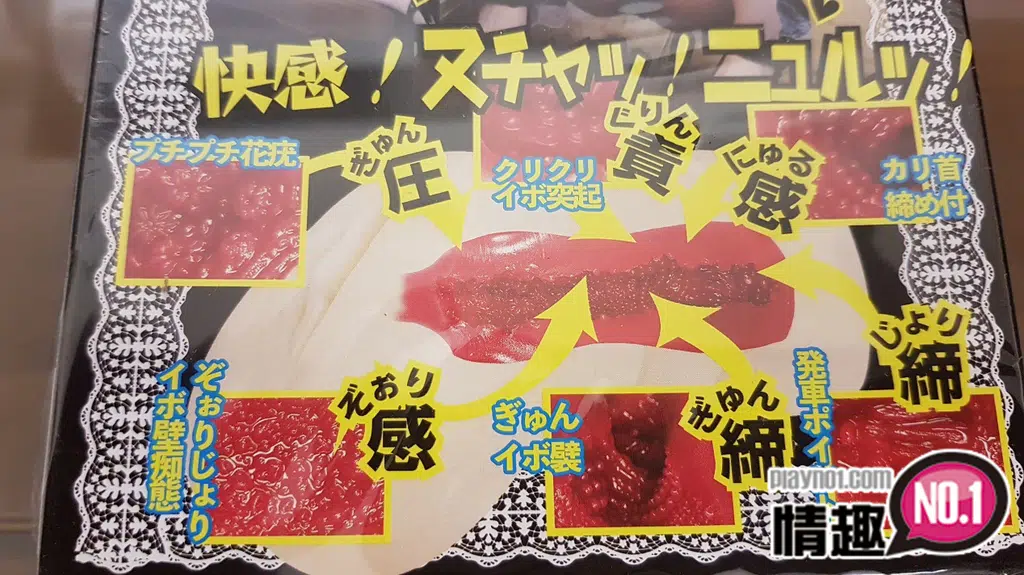 快感！ヌチャッ！ニュルッ！
プチプチ花疣
ぎゅん
圧
クリクリ
イボ突起
じりん
責
にゅる
感
カリ首
締め付
ぞぉりじょり
イボ壁痴態
ぞおり
感
ぎゅん
イボ襞
ぎゅん
締
発車ポイ
じょり
締
playno1.com
情趣
NO.1